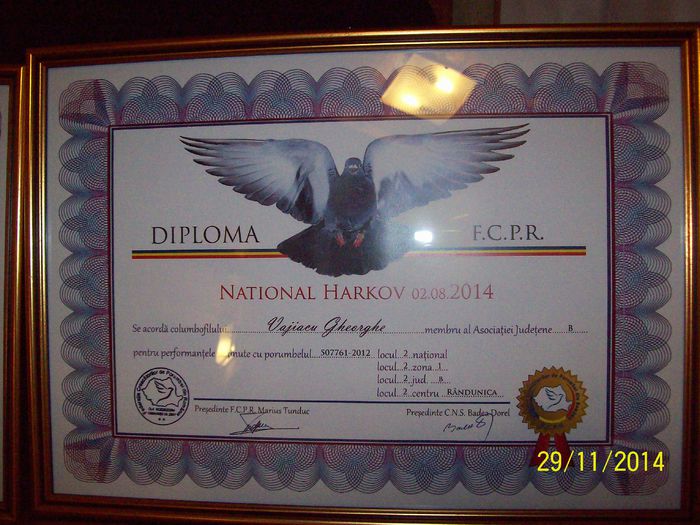 DIPLOMA F.C.P.R.
NATIONAL HARKOV 02.08.2014
Se acordă columbofilului Vajiacu Gheorghe membru al Asociației Județene B
pentru performanțele cu porumbelul 507761-2012 locul 2 național
locul 2 zona 1
locul 2 jud B
locul 2 centru RÂNDUNICA
Președinte F.C.P.R. Marius Tunduc Președinte C.N.S. Badea Dorel
29/11/2014